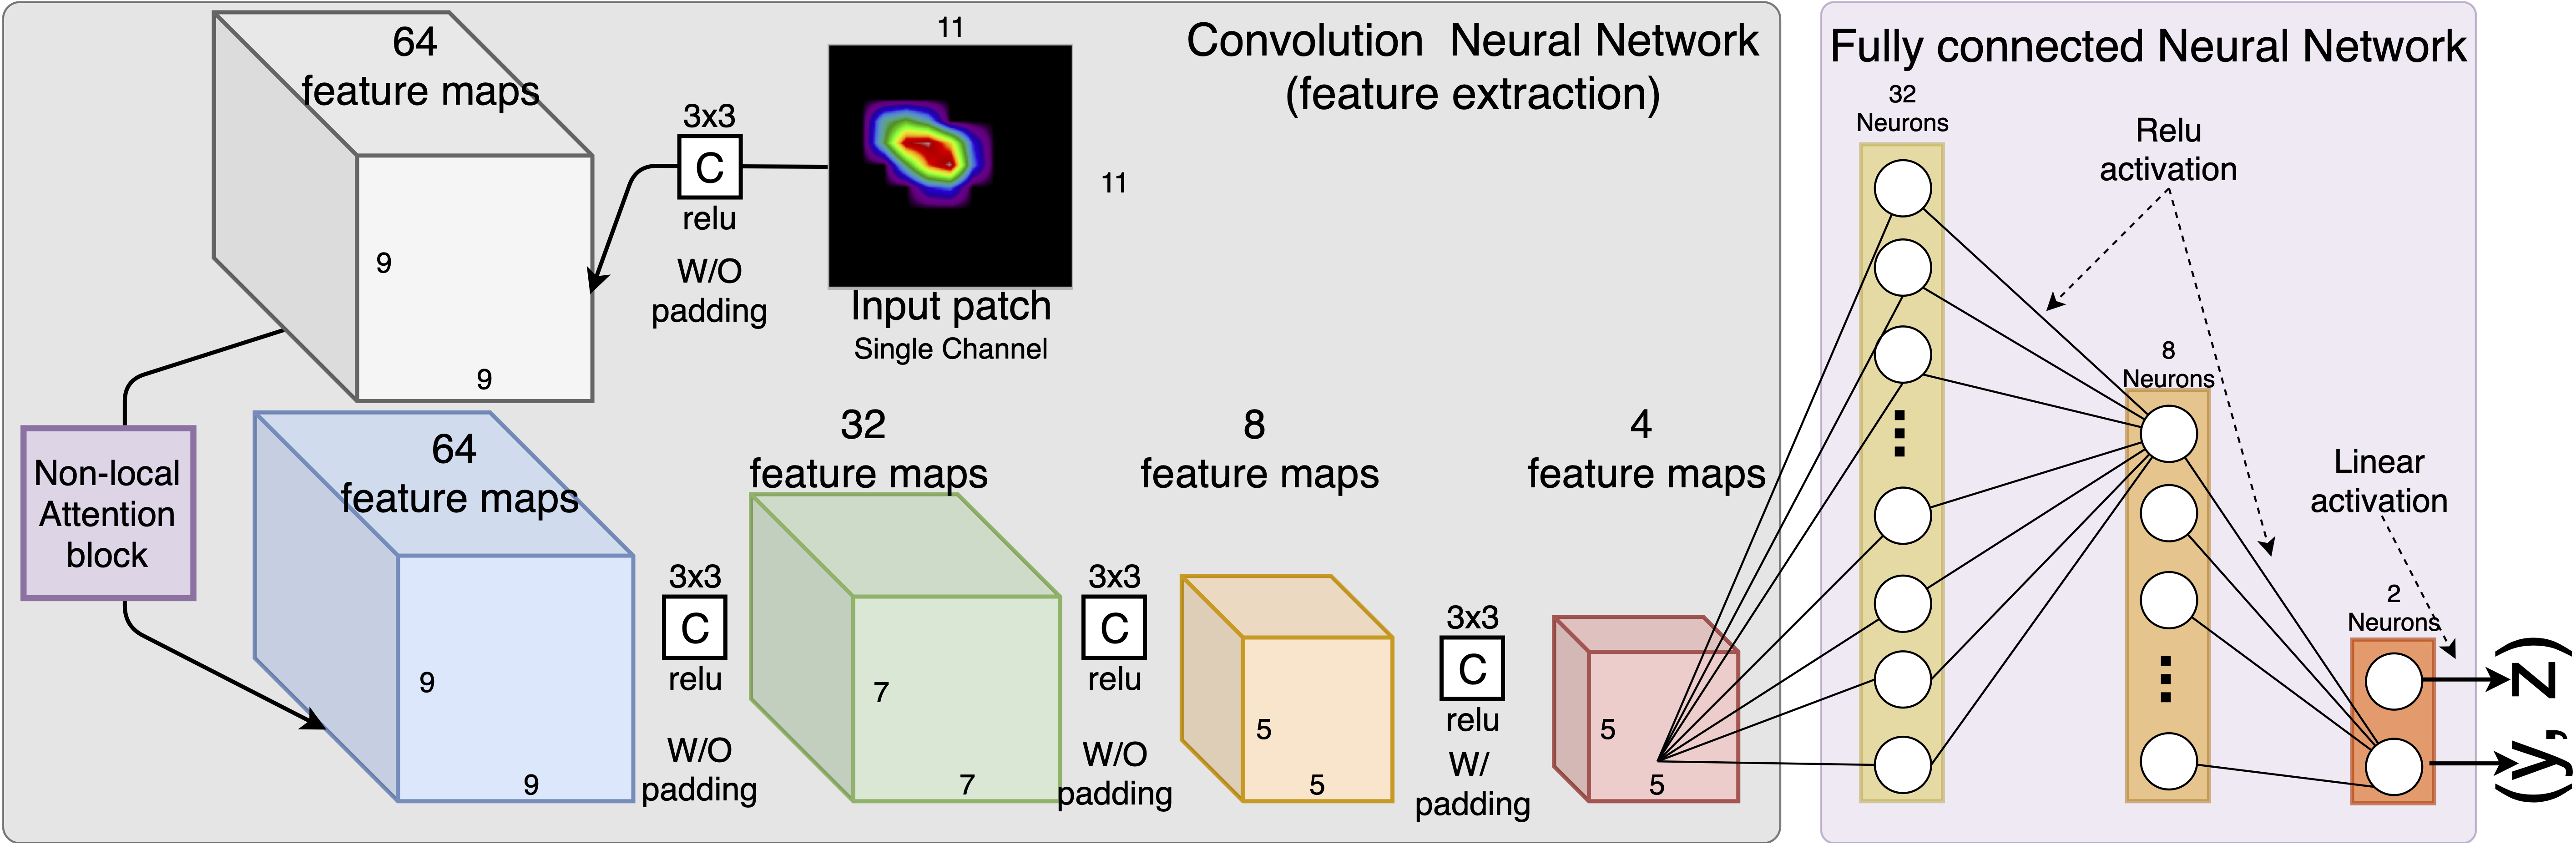 64
feature maps
9
9
3x3
C
relu
W/O
padding
11
11
Input patch
Single Channel
Convolution Neural Network
(feature extraction)
Non-local
Attention
block
64
feature maps
9
9
3x3
C
relu
W/O
padding
32
feature maps
7
7
3x3
C
relu
W/O
padding
8
feature maps
5
5
3x3
C
relu
W/
padding
4
feature maps
5
5
Fully connected Neural Network
32
Neurons
Relu
activation
8
Neurons
Linear
activation
2
Neurons
(y, z)